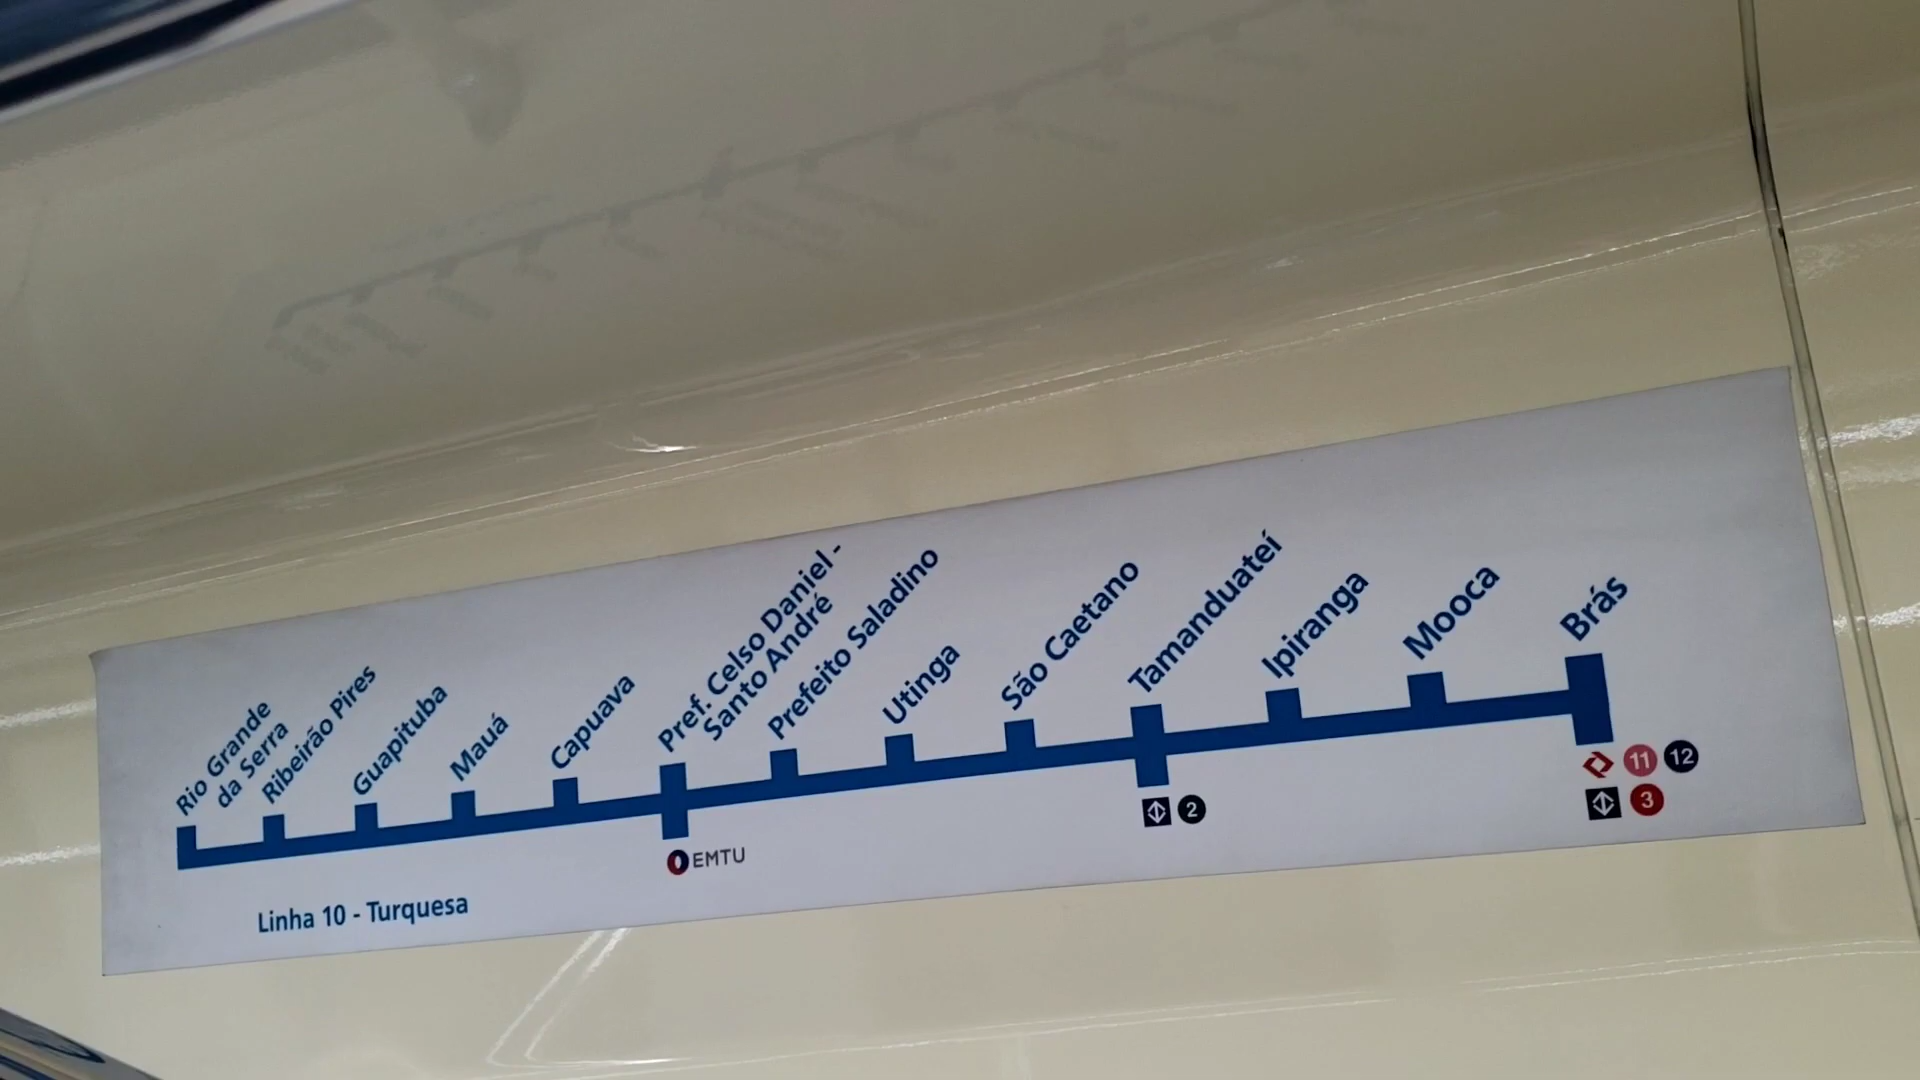 Rio Grande
da Serra
Ribeirão Pires
Guapituba
Mauá
Capuava
Pref. Celso Daniel -
Santo André
Prefeito Saladino
Utinga
São Caetano
Tamanduateí
Ipiranga
Mooca
Brás
EMTU
2
11 12
3
Linha 10 - Turquesa